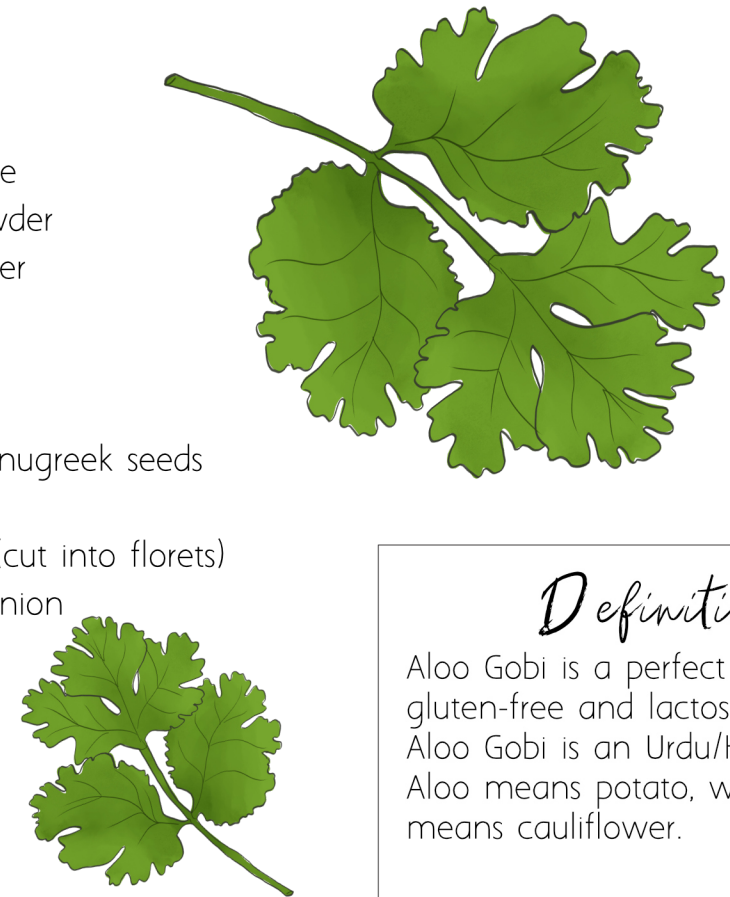 e
wder
er
nugreek seeds
(cut into florets)
nion
Definiti
Aloo Gobi is a perfect
gluten-free and lactos
Aloo Gobi is an Urdu/H
Aloo means potato, w
means cauliflower.